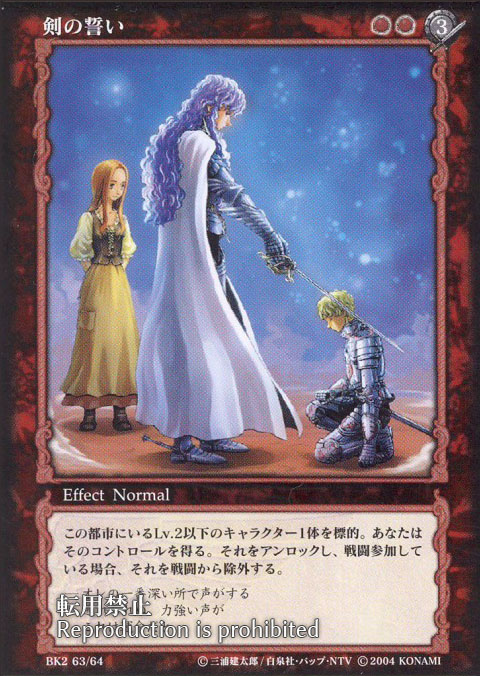 剣の誓い
3
Effect Normal
この都市にいるLv.2以下のキャラクター1体を標的。あなたは
そのコントロールを得る。それをアンロックし、戦闘参加して
いる場合、それを戦闘から除外する。
番深い所で声がする
力強い声が
転用禁止
Reproduction is prohibited
BK2 63/64
©三浦建太郎/白泉社・バップ・NTV ©2004 KONAMI